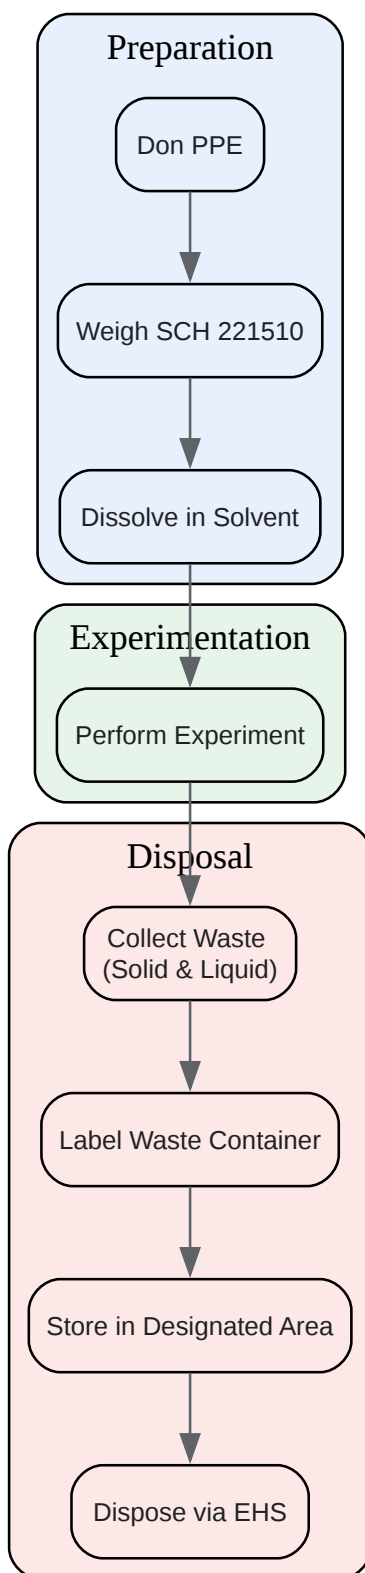 Preparation
Don PPE
Weigh SCH 221510
Dissolve in Solvent
Experimentation
Perform Experiment
Disposal
Collect Waste
(Solid & Liquid)
Label Waste Container
Store in Designated Area
Dispose via EHS